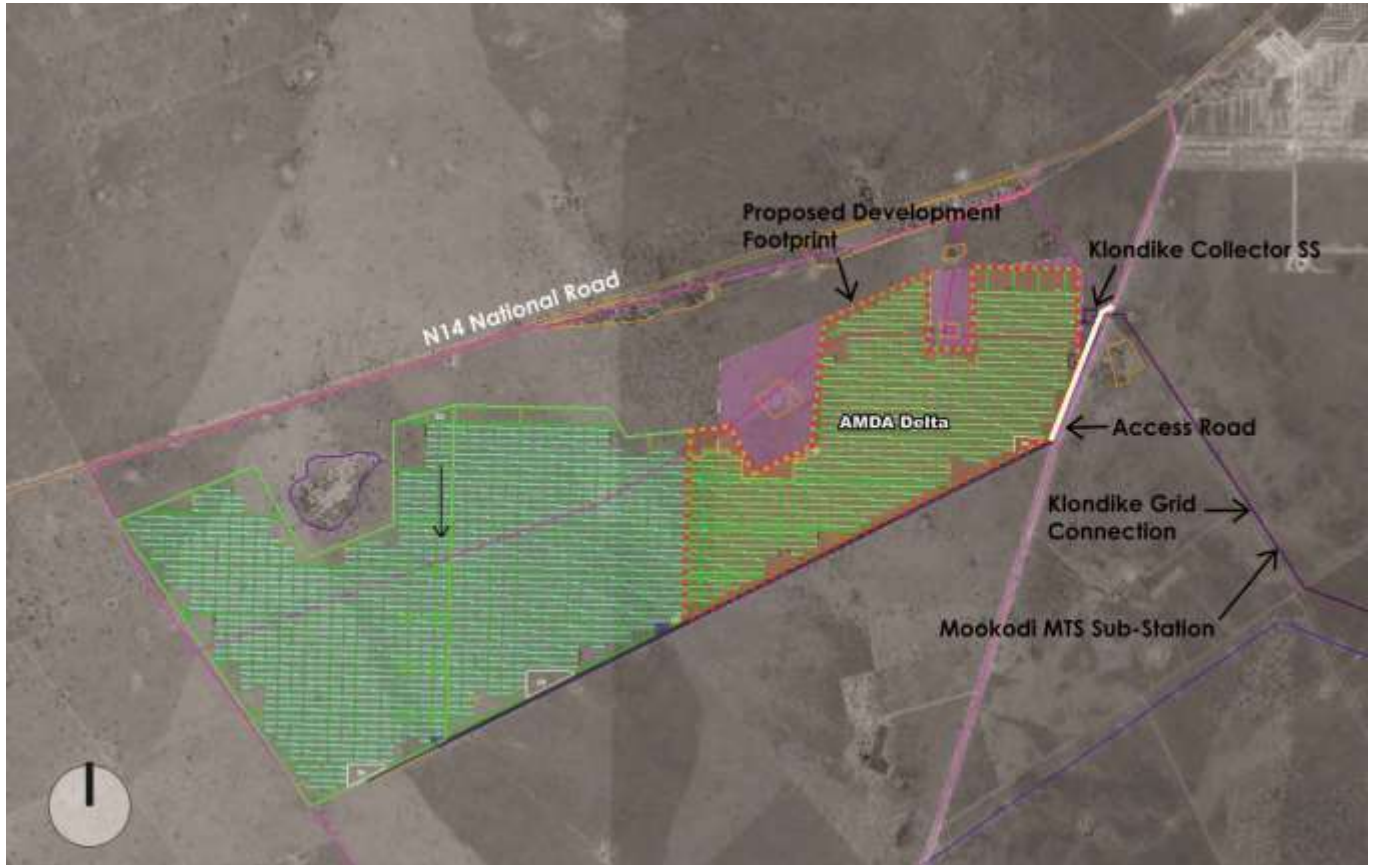 Proposed Development
Footprint
Klondike Collector SS
N14 National Road
AMDA Delta
Access Road
Klondike Grid
Connection
Mookodi MTS Sub-Station